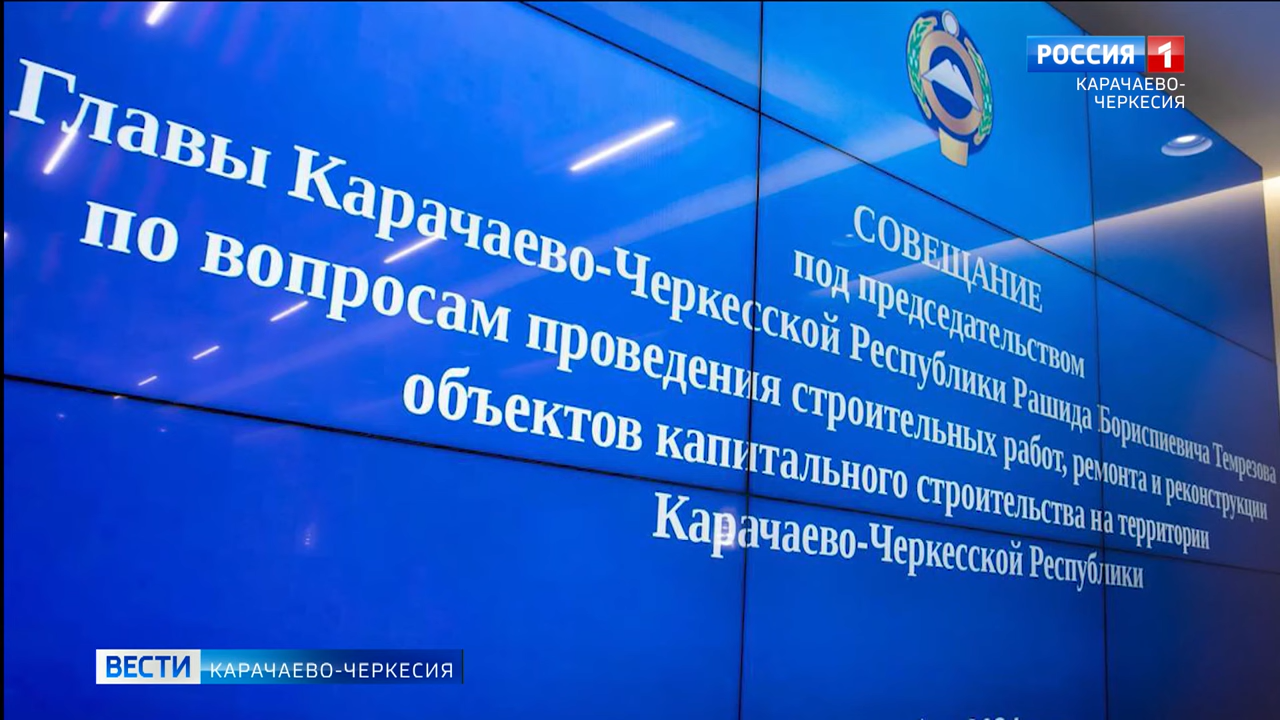 РОССИЯ 1
КАРАЧАЕВО-
ЧЕРКЕСИЯ
СОВЕЩАНИЕ
под председательством
Главы Карачаево-Черкесской Республики Рашида Бориспиевича Темрезова
по вопросам проведения строительных работ, ремонта и реконструкции
объектов капитального строительства на территории
Карачаево-Черкесской Республики
ВЕСТИ КАРАЧАЕВО-ЧЕРКЕСИЯ